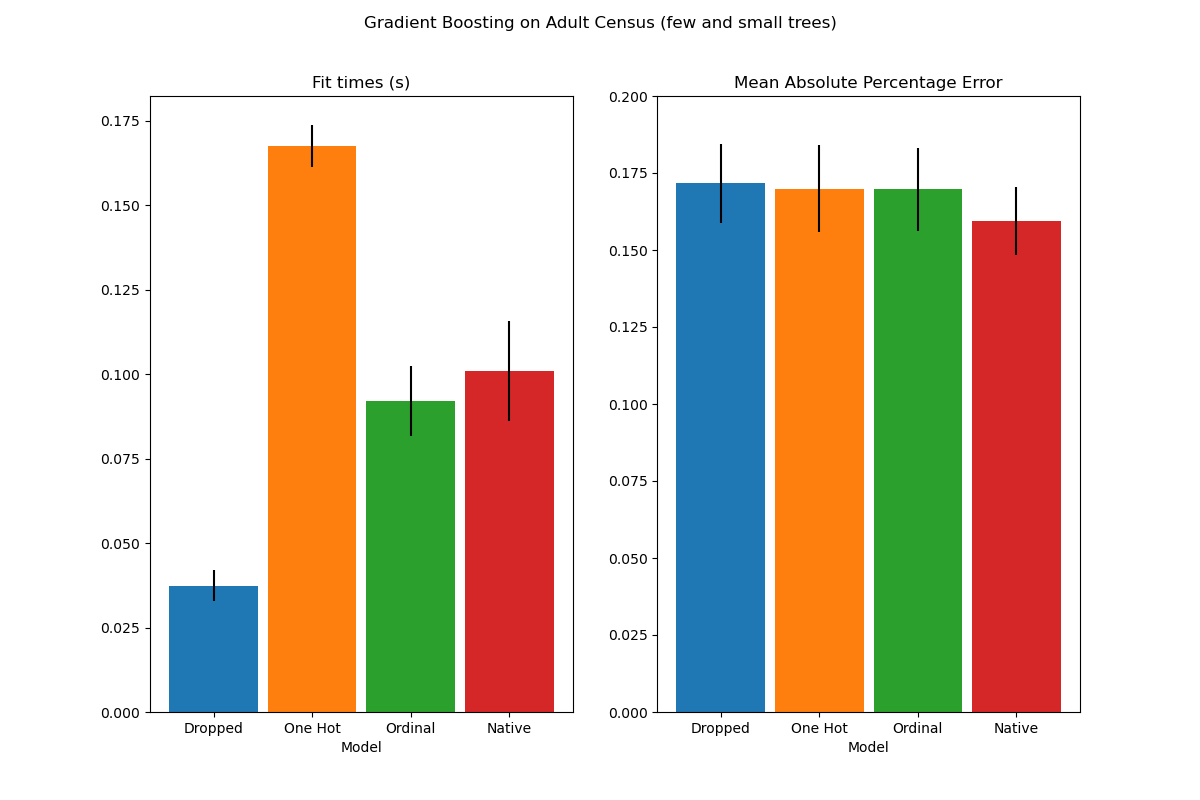 Gradient Boosting on Adult Census (few and small trees)
Fit times (s)
0.175
0.150
0.125
0.100
0.075
0.050
0.025
0.000
Dropped One Hot Ordinal Native
Model
Mean Absolute Percentage Error
0.200
0.175
0.150
0.125
0.100
0.075
0.050
0.025
0.000
Dropped One Hot Ordinal Native
Model